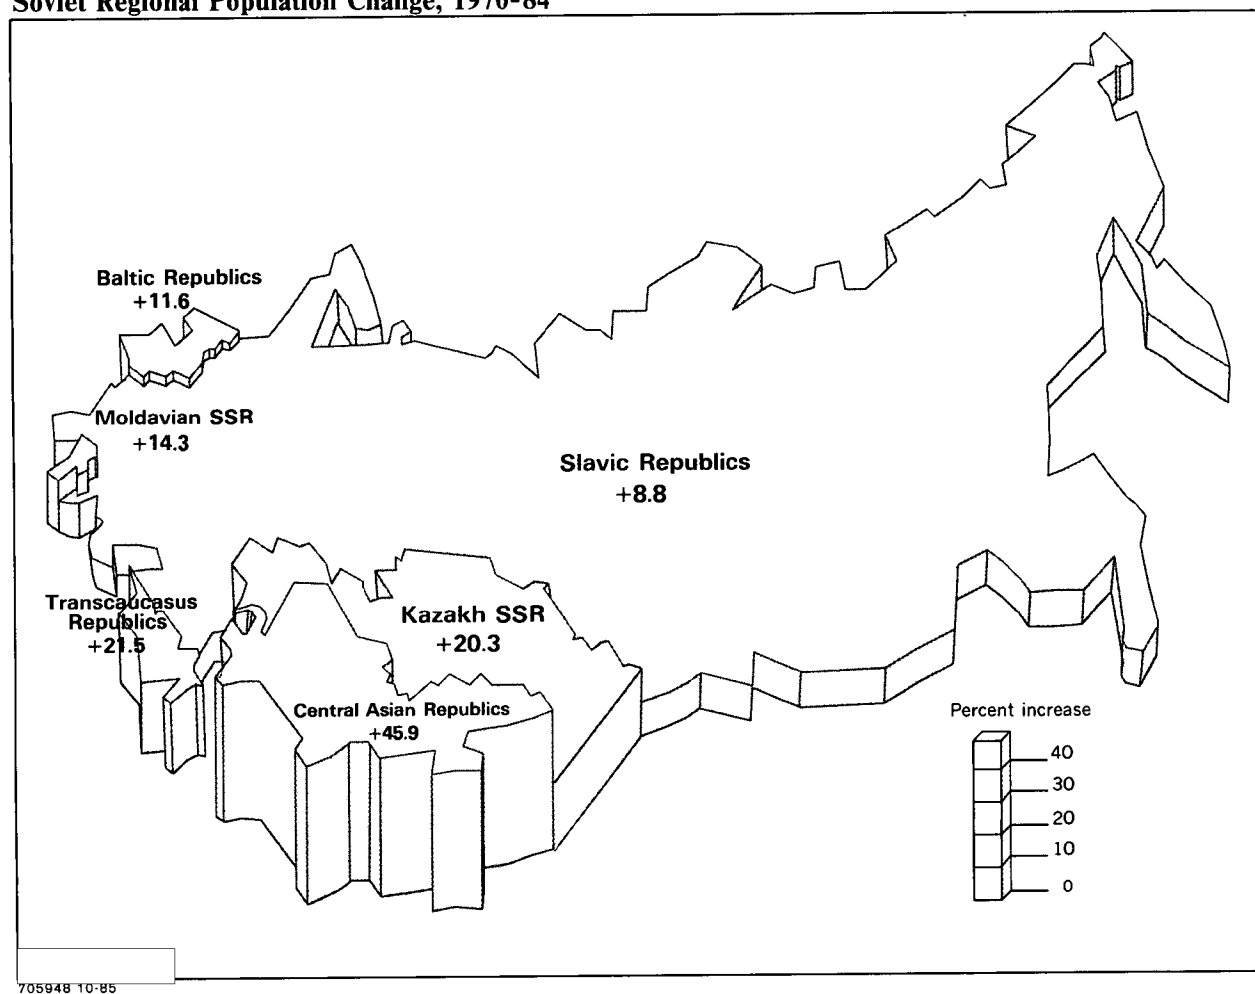 Soviet Regional Population Change, 1970-84
Baltic Republics
+11.6
Moldavian SSR
+14.3
Slavic Republics
+8.8
Transcaucasus
Republics
+21.5
Kazakh SSR
+20.3
Central Asian Republics
+45.9
Percent increase
40
30
20
10
0
705948 10-85